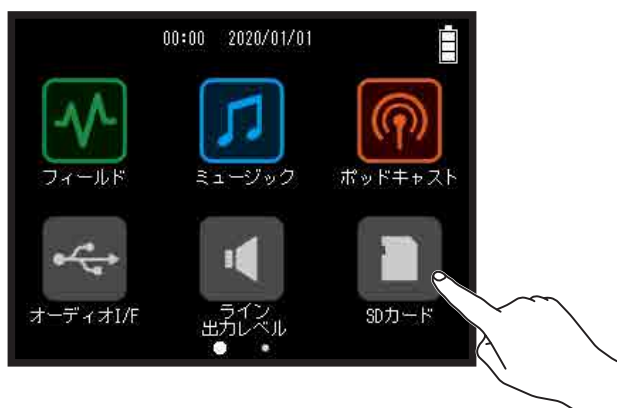 00:00 2020/01/01
フィールド
ミュージック
ポッドキャスト
オーディオI/F
ライン
出力レベル
SDカード